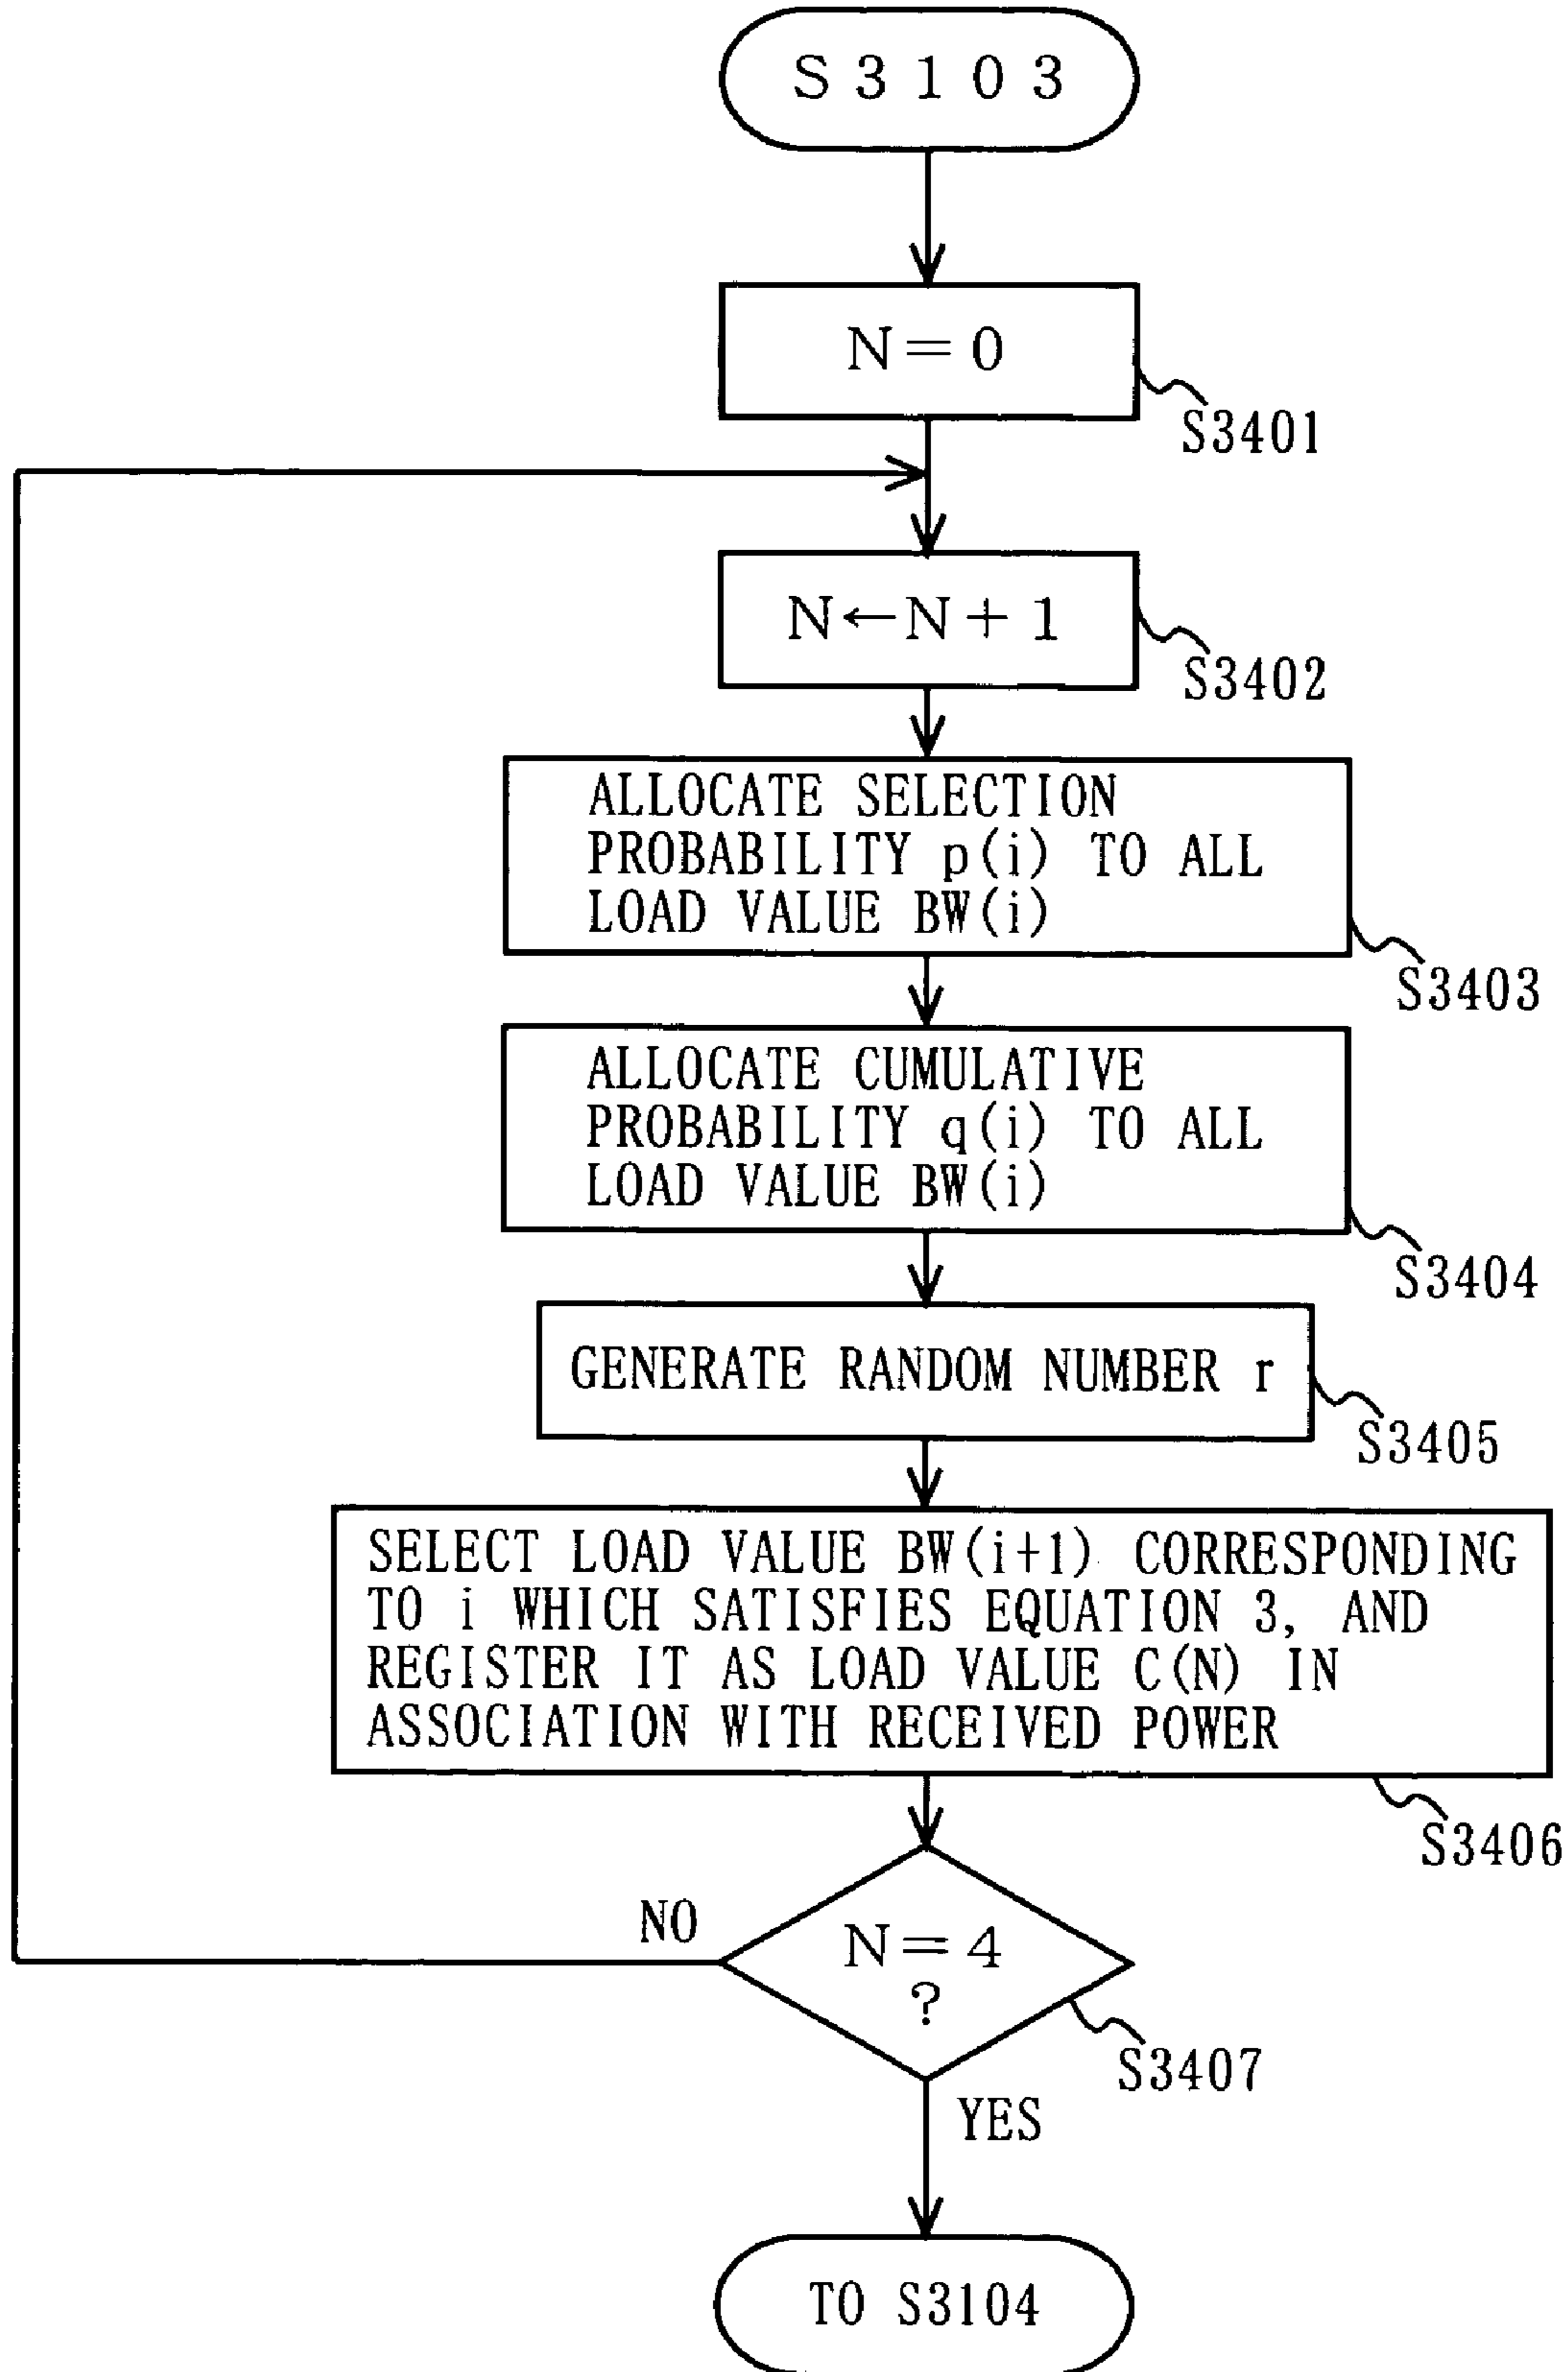 S3103
N=0
S3401
N←N+1
S3402
ALLOCATE SELECTION
PROBABILITY p(i) TO ALL
LOAD VALUE BW(i)
S3403
ALLOCATE CUMULATIVE
PROBABILITY q(i) TO ALL
LOAD VALUE BW(i)
S3404
GENERATE RANDOM NUMBER r
S3405
SELECT LOAD VALUE BW(i+1) CORRESPONDING
TO i WHICH SATISFIES EQUATION 3, AND
REGISTER IT AS LOAD VALUE C(N) IN
ASSOCIATION WITH RECEIVED POWER
S3406
NO
N=4
?
S3407
YES
TO S3104